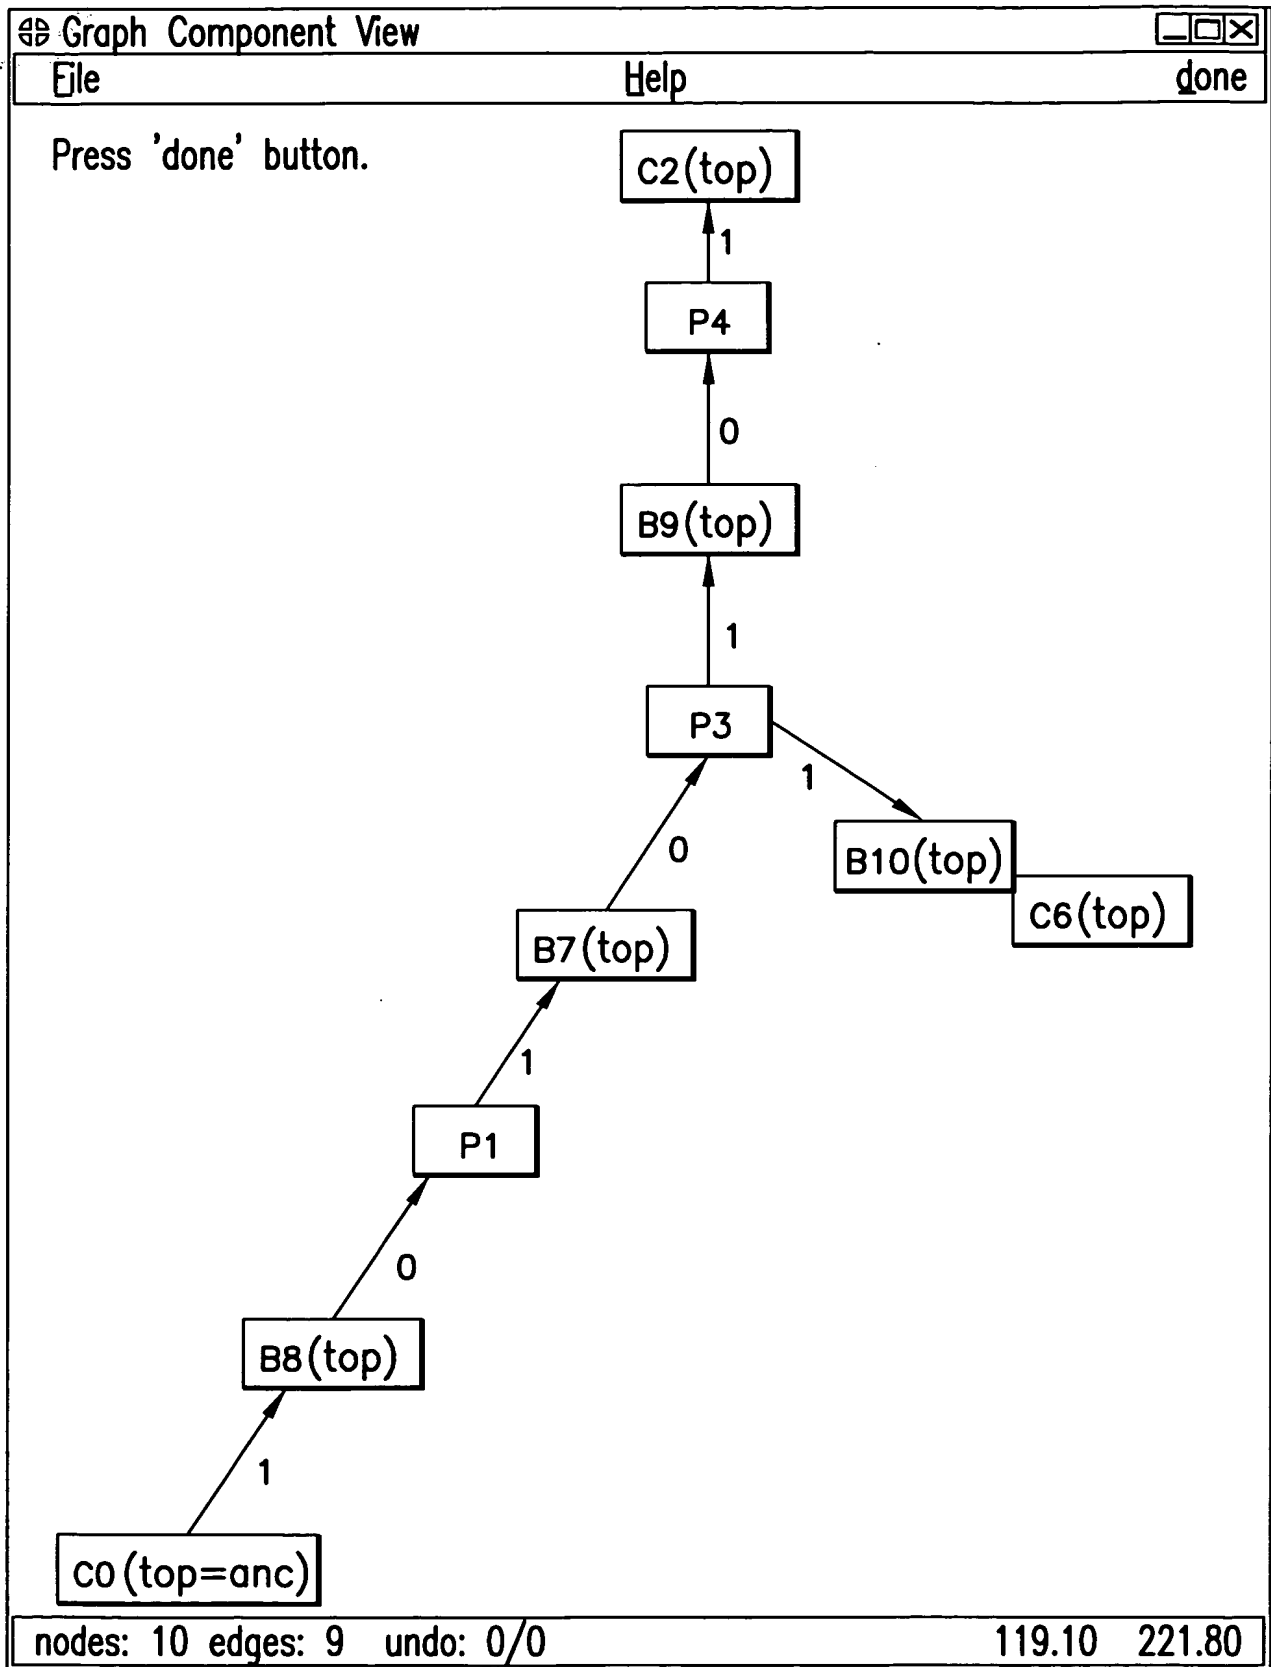 Graph Component View
File Help done
Press 'done' button.
C2(top)
1
P4
0
B9(top)
1
P3
1
0
B10(top)
C6(top)
B7(top)
1
P1
0
B8(top)
1
C0(top=anc)
nodes: 10 edges: 9 undo: 0/0 119.10 221.80